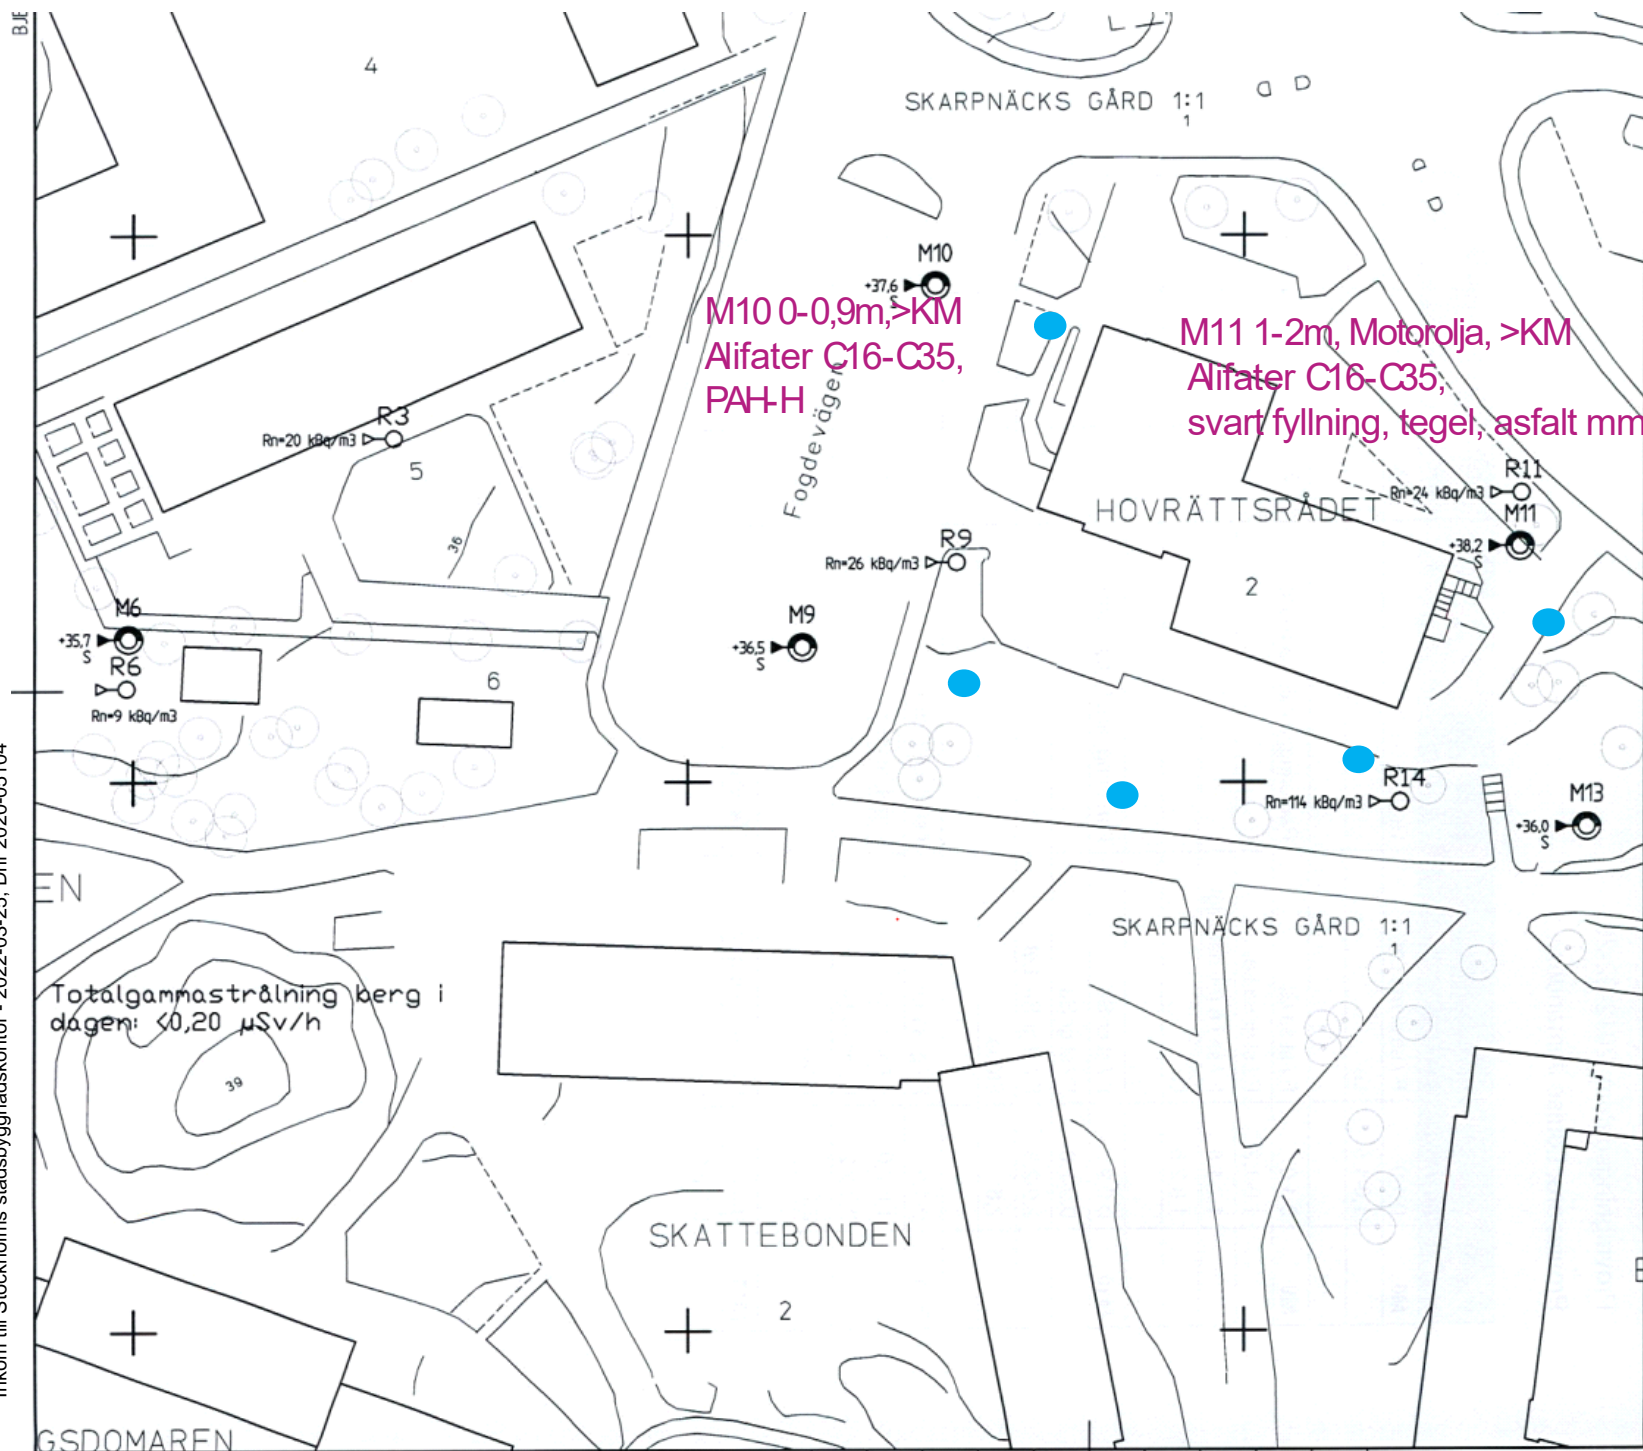 BJE
4
SKARPNÄCKS GÅRD 1:1
1
M10
+37,6
S
M10 0-0,9m,>KM
Alifater C16-C35,
PAH-H
M11 1-2m, Motorolja, >KM
Alifater C16-C35,
svart fyllning, tegel, asfalt mm
Fogdevägen
R3
Rn=20 kBq/m3
5
36
R11
Rn=24 kBq/m3
HOVRÄTTSRÅDET
M11
+38,2
S
2
R9
Rn=26 kBq/m3
M6
+35,7
S
R6
Rn=9 kBq/m3
M9
+36,5
S
6
R14
Rn=114 kBq/m3
M13
+36,0
S
EN
SKARPNÄCKS GÅRD 1:1
1
Totalgammastrålning berg i
dagen: <0,20 µSv/h
39
SKATTEBONDEN
2
GSDOMAREN
Inkom till Stockholms stadsbyggnadskontor - 2022-03-25, Dnr 2020-05104